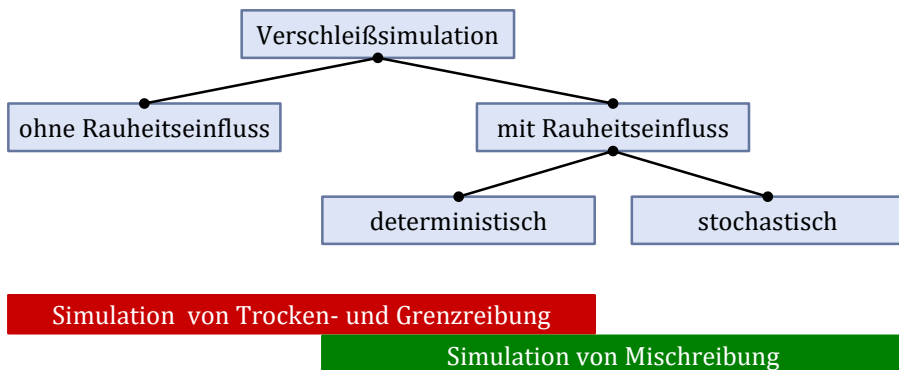 Verschleißsimulation
ohne Rauheitseinfluss
mit Rauheitseinfluss
deterministisch
stochastisch
Simulation von Trocken- und Grenzreibung
Simulation von Mischreibung